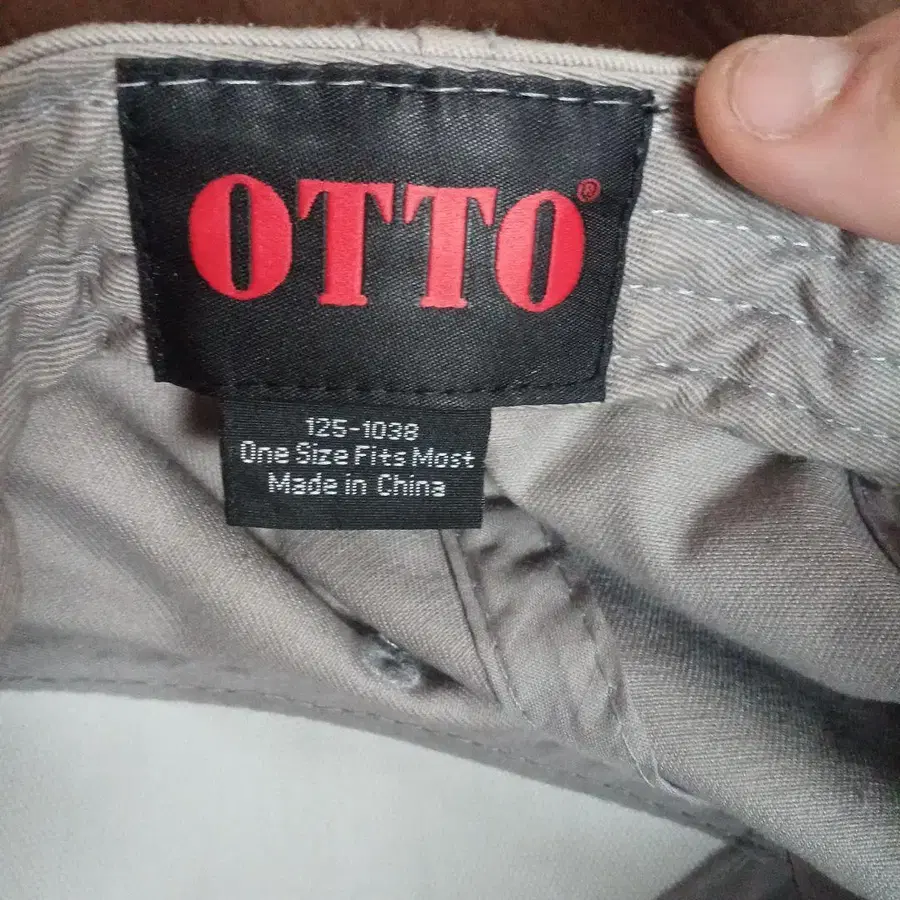 OTTO®
125-1038
One Size Fits Most
Made in China